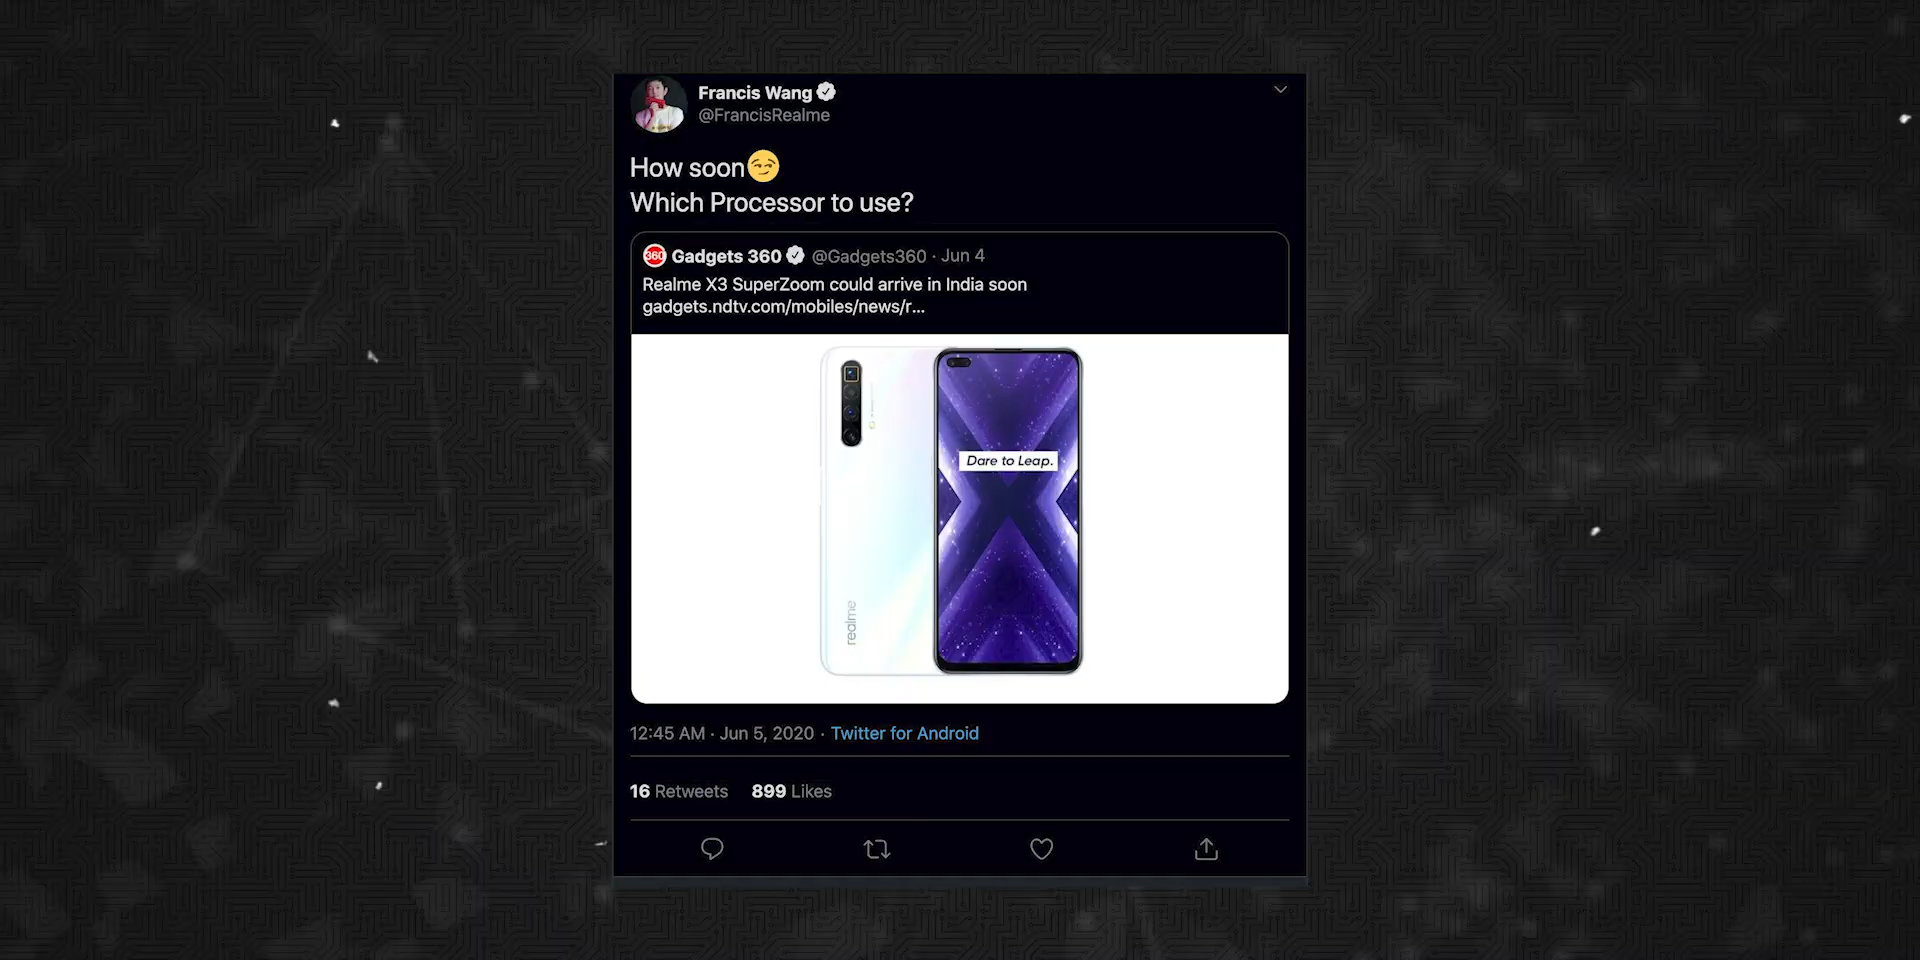 Francis Wang
@FrancisRealme
How soon😏
Which Processor to use?
360 Gadgets 360 @Gadgets360 · Jun 4
Realme X3 SuperZoom could arrive in India soon
gadgets.ndtv.com/mobiles/news/r...
Dare to Leap.
realme
12:45 AM · Jun 5, 2020 · Twitter for Android
16 Retweets 899 Likes